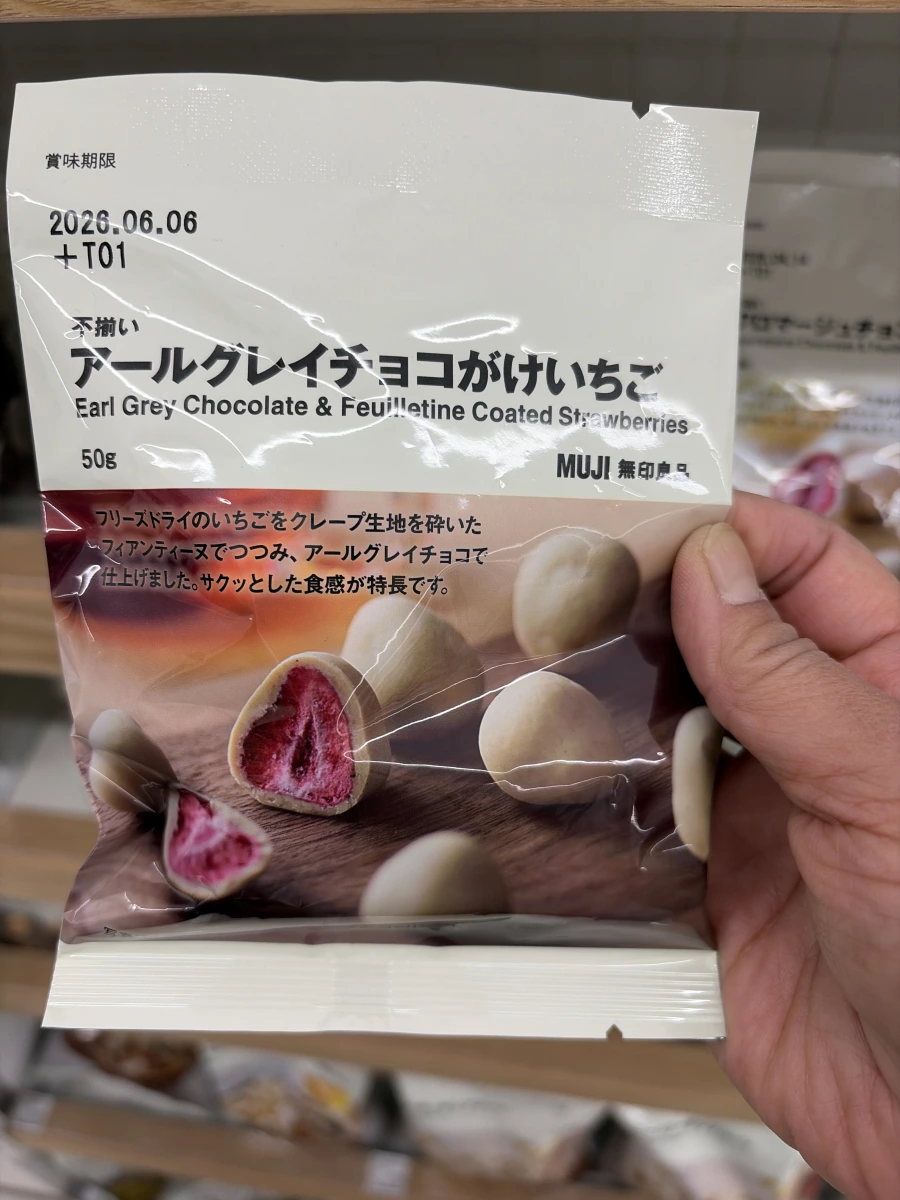 賞味期限
2026.06.06
+T01
不揃い
アールグレイチョコがけいちご
Earl Grey Chocolate & Feuilletine Coated Strawberries
50g
MUJI 無印良品
フリーズドライのいちごをクレープ生地を砕いた
フィアンティーヌでつつみ、アールグレイチョコで
仕上げました。サクッとした食感が特長です。